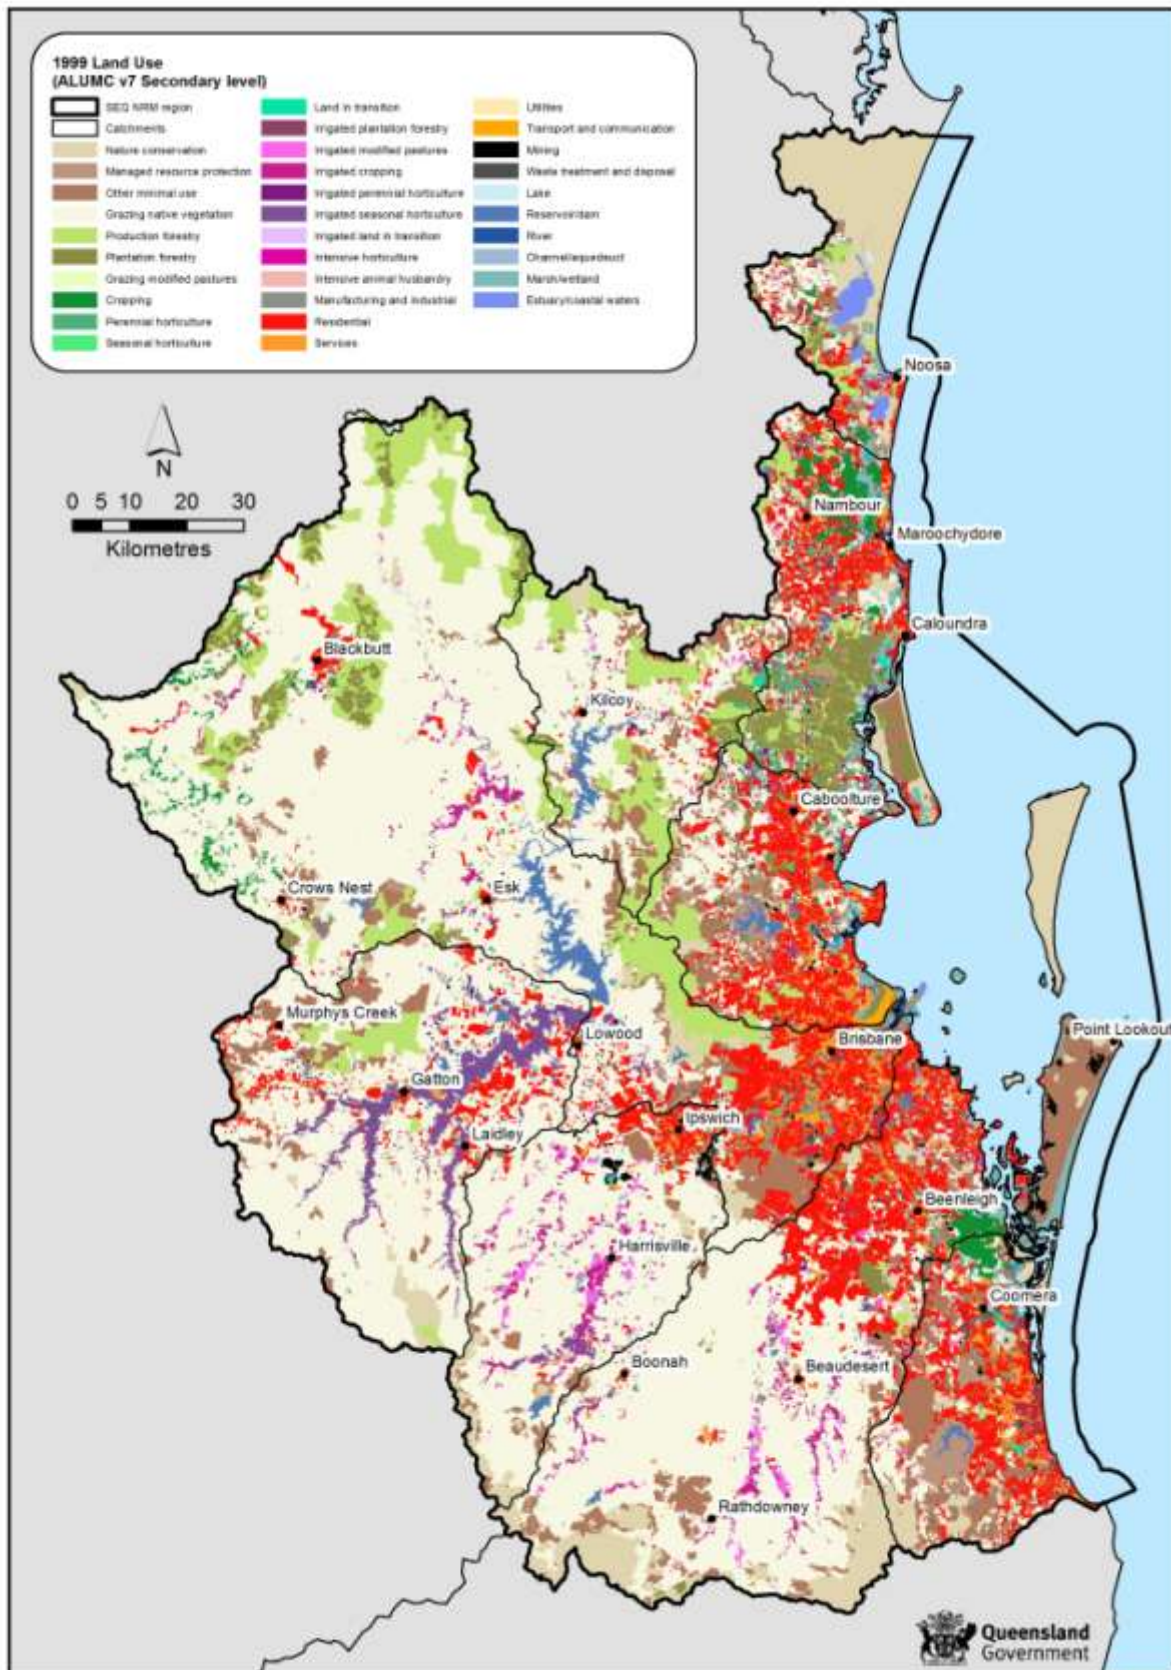 1999 Land Use
(ALUMC v7 Secondary level)
SEQ NRM region
Catchments
Nature conservation
Managed resource protection
Other minimal use
Grazing native vegetation
Production forestry
Plantation forestry
Grazing modified pastures
Cropping
Perennial horticulture
Seasonal horticulture
Land in transition
Irrigated plantation forestry
Irrigated modified pastures
Irrigated cropping
Irrigated perennial horticulture
Irrigated seasonal horticulture
Irrigated land in transition
Intensive horticulture
Intensive animal husbandry
Manufacturing and industrial
Residential
Services
Utilities
Transport and communication
Mining
Waste treatment and disposal
Lake
Reservoir/dam
River
Channel/aqueduct
Marsh/wetland
Estuary/coastal waters
Noosa
N
0 5 10 20 30
Kilometres
Nambour
Maroochydore
Caloundra
Blackbutt
Kilcoy
Caboolture
Crows Nest
Esk
Murphys Creek
Lowood
Brisbane
Point Lookout
Gatton
Ipswich
Laidley
Beenleigh
Harrisville
Coomera
Boonah
Beaudesert
Rathdowney
Queensland
Government